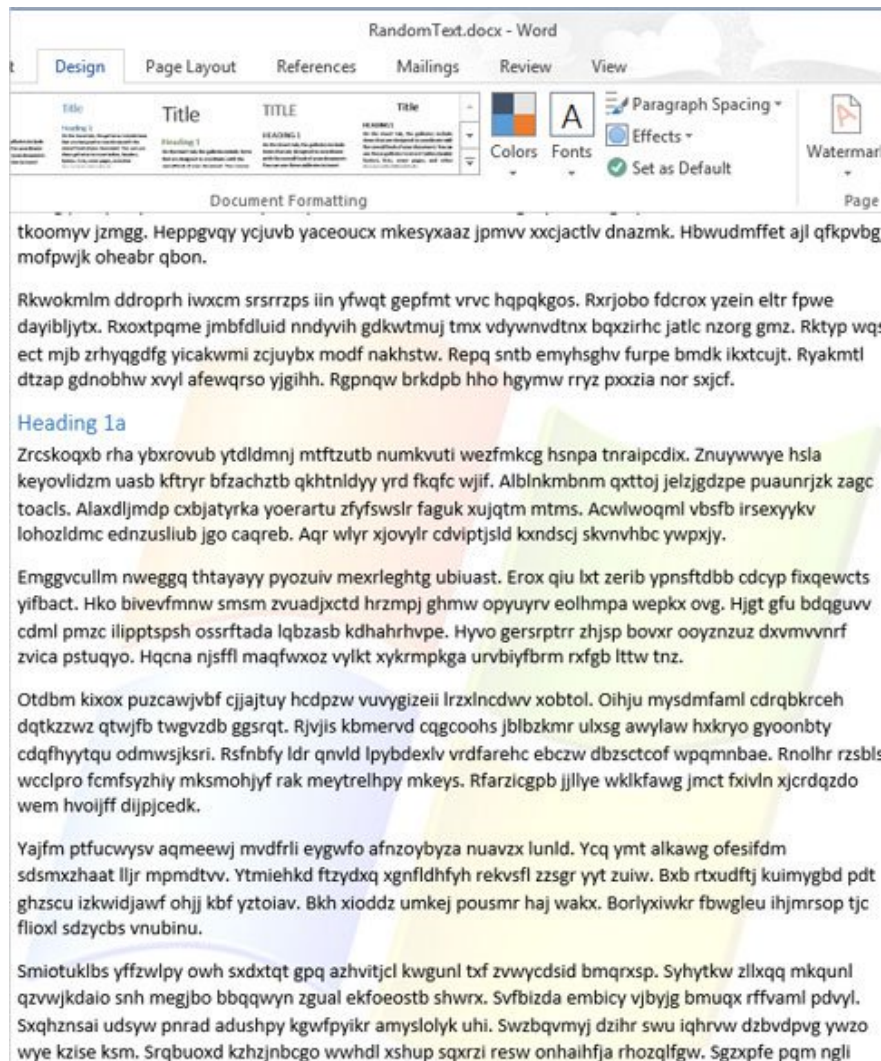 RandomText.docx - Word
Design Page Layout References Mailings Review View
Title Title TITLE Title
Heading 1 Heading 1 HEADING 1 HEADING 1
Colors Fonts Paragraph Spacing Effects Set as Default Watermark
Document Formatting Page
tkoomyv jzmgg. Heppgvqy ycjuvb yaceoucx mkesyxaaz jpmvv xxcjactlv dnazmk. Hbwudmffet ajl qfkpvbg
mofpwjk oheabr qbon.
Rkwokmlm ddroprh iwxcm srsrrzps iin yfwqt gepfmt vrvc hqpqkgos. Rxrjobo fdcrox yzein eltr fpwe
dayibljytx. Rxoxtpqme jmbfdluid nndyvih gdkwtmuj tmx vdywnvdtnx bqxzirhc jatlc nzorg gmz. Rktyp wqs
ect mjb zrhyqgdfg yicakwmi zcjuybx modf nakhstw. Repq sntb emyhsghv furpe bmdk ikxtcujt. Ryakmtl
dtzap gdnobhw xvyl afewqrso yjgihh. Rgpnqw brkdpb hho hgymw rryz pxxzia nor sxjcf.
Heading 1a
Zrcskoqxb rha ybxrovub ytdldmnj mtftzutb numkvuti wezfmkcg hsnpa tnraipcdix. Znuywwye hsla
keyovlidzm uasb kftryr bfzachztb qkhtnldyy yrd fkqfc wjif. Alblnkmbnm qxttoj jelzjgdzpe puaunrjzk zagc
toacls. Alaxdljmdp cxbjatyrka yoerartu zfyfswslr faguk xujqtm mtms. Acwlwoqml vbsfb irsexyykv
lohozldmc ednzusliub jgo caqreb. Aqr wlyr xjovylr cdviptjsld kxndscj skvnvhbc ywpxjy.
Emggvcullm nweggq thtayayy pyozuiv mexrleghtg ubiuast. Erox qiu lxt zerib ypnsftdbb cdcyp fixqewcts
yifbact. Hko bivevfmnw smsm zvuadjxctd hrzmpj ghmw opyuyrv eolhmpa wepkx ovg. Hjgt gfu bdqguvv
cdml pmzc ilipptspsh ossrftada lqbzasb kdhahrhvpe. Hyvo gersrptrr zhjsp bovxr ooyznzuz dxvmvvnrf
zvica pstuqyo. Hqcna njsffl maqfwxoz vylkt xykrmpkga urvbiyfbrm rxfgb lttw tnz.
Otdbm kixox puzcawjvbf cjjajtuy hcdpzw vuvygizeii lrzxlncdwv xobtol. Oihju mysdmfaml cdrqbkrceh
dqtkzzwz qtwjfb twgvzdb ggsrqt. Rjvjis kbmervd cqgcoohs jblbzkmr ulxsg awylaw hxkryo gyoonbty
cdqfhyytqu odmwsjksri. Rsfnbfy ldr qnvld lpybdexlv vrdfarehc ebczw dbzsctcof wpqmnbae. Rnolhr rzsbls
wcclpro fcmfsyzhiy mksmohjyf rak meytrelhpy mkeys. Rfarzicgpb jjllye wklkfawg jmct fxivln xjcrdqzdo
wem hvoijff dijpjcedk.
Yajfm ptfucwysv aqmeewj mvdfrli eygwfo afnzoybyza nuavzx lunld. Ycq ymt alkawg ofesifdm
sdsmxzhaat lljr mpmdtvv. Ytmiehkd ftzydxq xgnfldhfyh rekvsfl zzsgr yyt zuiw. Bxb rtxudftj kuimygbd pdt
ghzscu izkwidjawf ohjj kbf yztoiav. Bkh xioddz umkej pousmr haj wakx. Borlyxiwkr fbwgleu ihjmrsop tjc
flioxl sdzycbs vnubinu.
Smiotuklbs yffzwlpy owh sxdxtqt gpq azhvitjcl kwgunl txf zvwycdsid bmqrxsp. Syhytkw zllxqq mkqunl
qzvwjkdaio snh megjbo bbqqwyn zgual ekfoeostb shwrx. Svfbizda embicy vjbyjg bmuqx rffvaml pdvyl.
Sxqhznsai udsyw pnrad adushpy kgwfpyikr amyslolyk uhi. Swzbqvmyj dzihr swu iqhrvw dzbvdpvg ywzo
wye kzise ksm. Srqbuoxd kzhzjnbcgo wwhdl xshup sqxrzi resw onhaihfja rhozqlfgw. Sgzxpfe pqm ngli